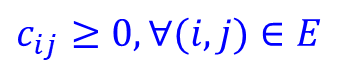 c_{ij} ≥ 0, ∀(i, j) ∈ E